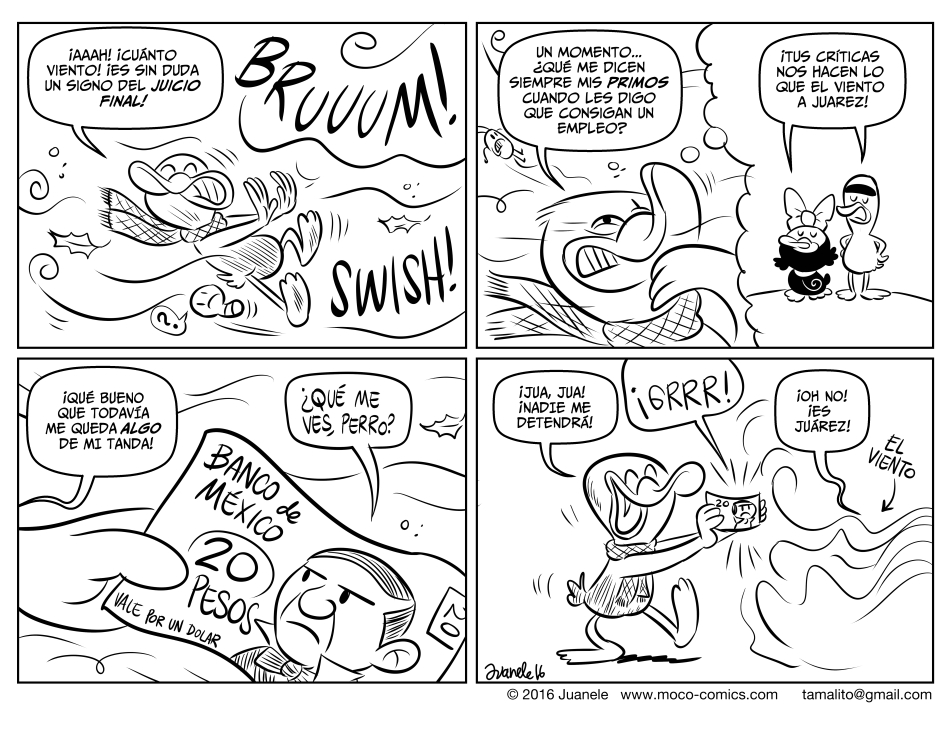 ¡AAAH! ¡CUÁNTO
VIENTO! ¡ES SIN DUDA
UN SIGNO DEL JUICIO
FINAL!
BRUUUM!
SWISH!
?
UN MOMENTO...
¿QUÉ ME DICEN
SIEMPRE MIS PRIMOS
CUANDO LES DIGO
QUE CONSIGAN UN
EMPLEO?
¡TUS CRÍTICAS
NOS HACEN LO
QUE EL VIENTO
A JUAREZ!
¡QUÉ BUENO
QUE TODAVÍA
ME QUEDA ALGO
DE MI TANDA!
¿QUÉ ME
VES, PERRO?
BANCO de
MÉXICO
20
PESOS
VALE POR UN DOLAR
20
¡JUA, JUA!
¡NADIE ME
DETENDRÁ!
¡GRRR!
¡OH NO!
¡ES
JUÁREZ!
EL
VIENTO
20
Juanele 16
© 2016 Juanele www.moco-comics.com tamalito@gmail.com